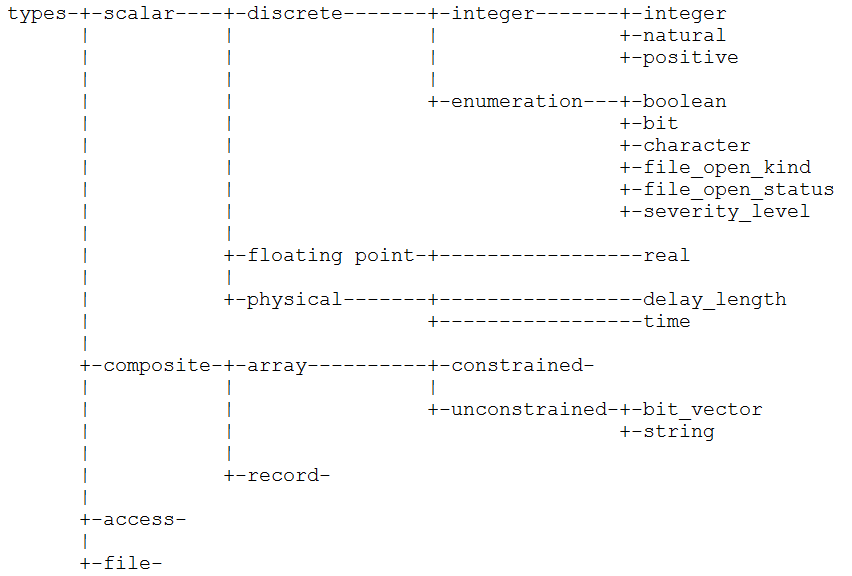 types-+-scalar----+-discrete-------+-integer-------+-integer
      |           |                |               +-natural
      |           |                |               +-positive
      |           |                |
      |           |                +-enumeration---+-boolean
      |           |                                +-bit
      |           |                                +-character
      |           |                                +-file_open_kind
      |           |                                +-file_open_status
      |           |                                +-severity_level
      |           |
      |           +-floating point-+-----------------real
      |           |
      |           +-physical-------+-----------------delay_length
      |                            +-----------------time
      |
      +-composite-+-array----------+-constrained-
      |           |                |
      |           |                +-unconstrained-+-bit_vector
      |           |                                +-string
      |           |
      |           +-record-
      |
      +-access-
      |
      +-file-